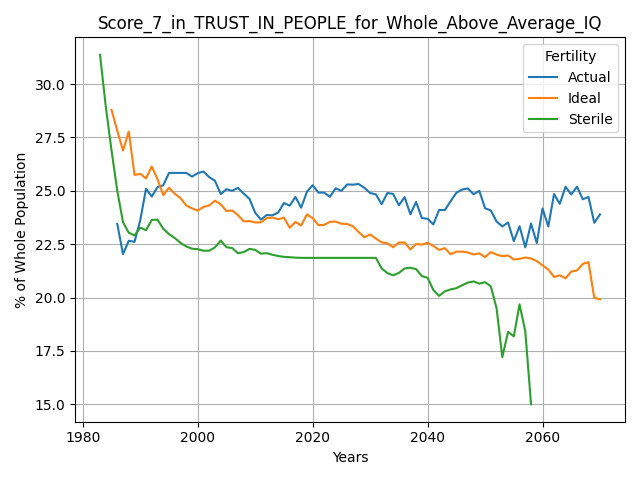 Score_7_in_TRUST_IN_PEOPLE_for_Whole_Above_Average_IQ
Fertility
Actual
Ideal
Sterile
% of Whole Population
30.0
27.5
25.0
22.5
20.0
17.5
15.0
1980
2000
2020
2040
2060
Years